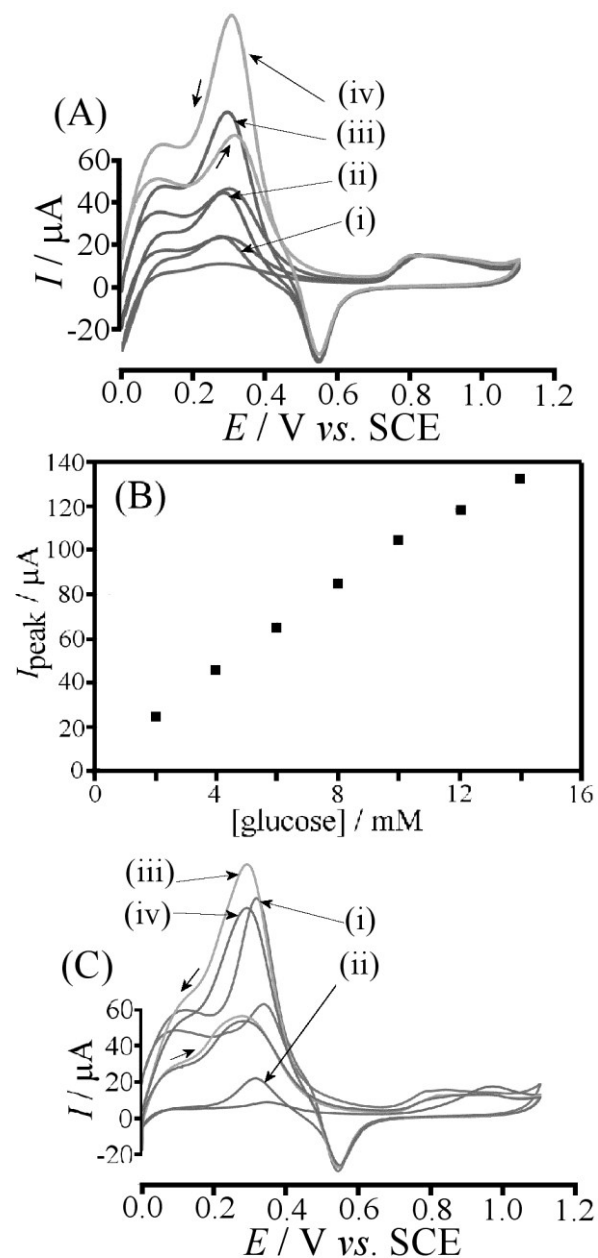 (A)
(iv)
(iii)
(ii)
(i)
I / μA
60
40
20
0
-20
0.0 0.2 0.4 0.6 0.8 1.0 1.2
E / V vs. SCE
(B)
I peak / μA
140
120
100
80
60
40
20
0
0 4 8 12 16
[glucose] / mM
(C)
(iii)
(iv)
(i)
(ii)
I / μA
60
40
20
0
-20
0.0 0.2 0.4 0.6 0.8 1.0 1.2
E / V vs. SCE